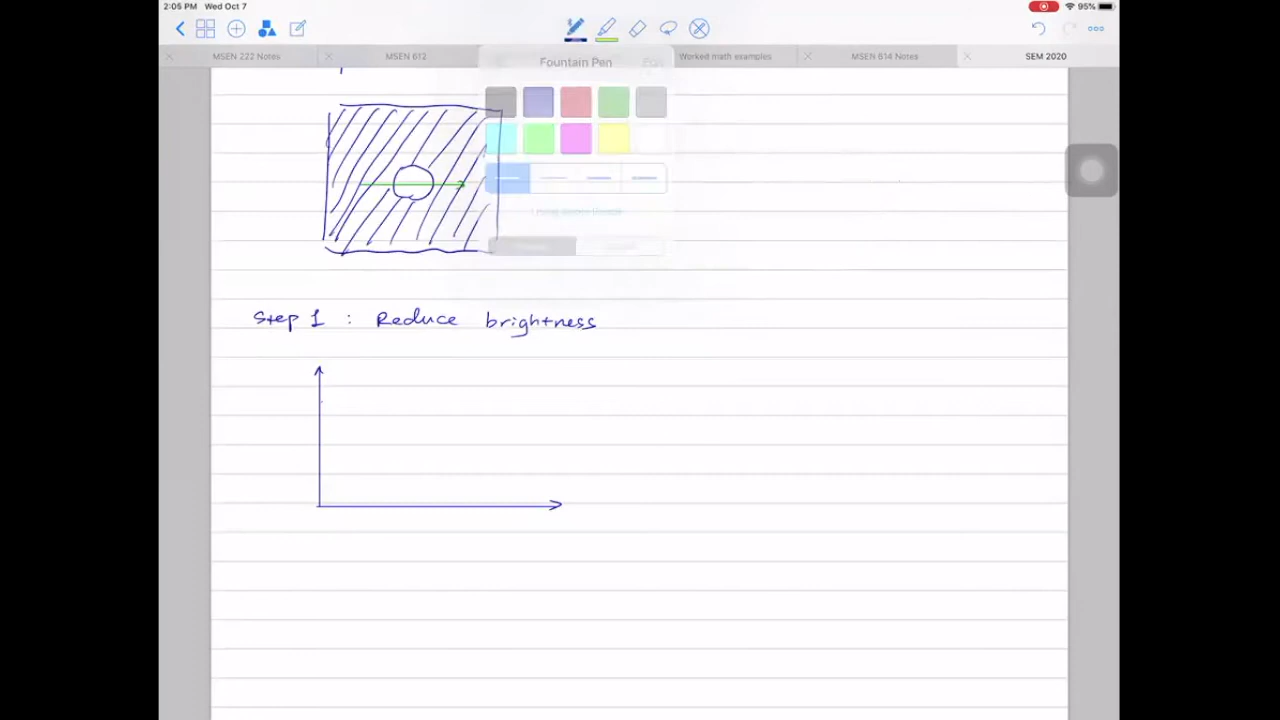 2:05 PM Wed Oct 7
95%
MSEN 222 Notes
MSEN 612
Worked math examples
MSEN 614 Notes
SEM 2020
Fountain Pen
Edit
Step 1 : Reduce brightness